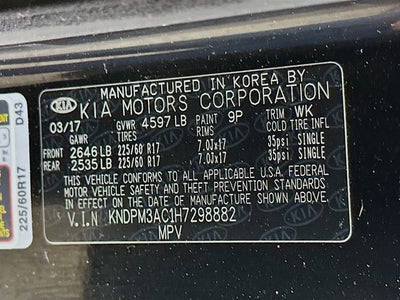 MANUFACTURED IN KOREA BY
KIA KIA MOTORS CORPORATION
03/17 GVWR 4597 LB PAINT 9P TRIM WK
GAWR TIRES RIMS COLD TIRE INFL
FRONT 2646 LB 225/60 R17 7.0J×17 35psi SINGLE
REAR 2535 LB 225/60 R17 7.0J×17 35psi SINGLE
THIS VEHICLE CONFORMS TO ALL APPLICABLE U.S.A. FEDERAL
MOTOR VEHICLE SAFETY AND THEFT PREVENTION STANDARDS
IN EFFECT ON THE DATE OF MANUFACTURE SHOWN ABOVE.
V.I.N KNDPM3AC1H7298882
MPV
225/60R17 D43